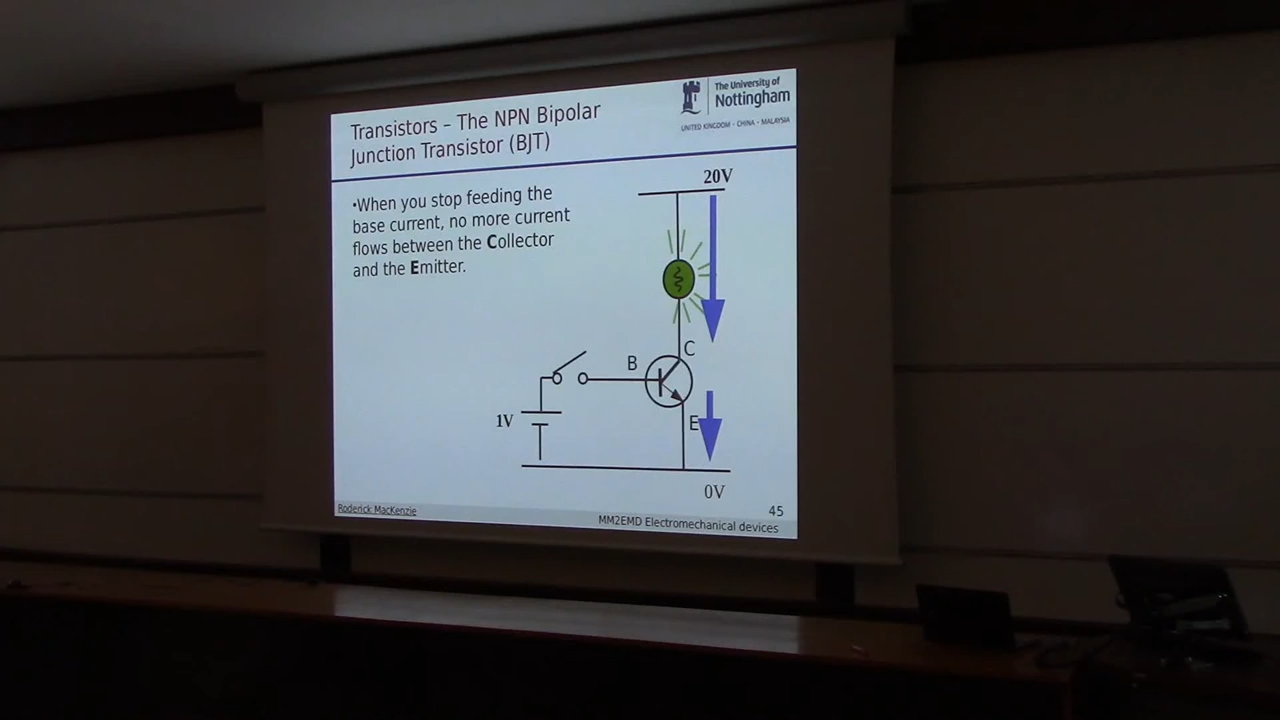 The University of
Nottingham
UNITED KINGDOM · CHINA · MALAYSIA
Transistors – The NPN Bipolar
Junction Transistor (BJT)
•When you stop feeding the
base current, no more current
flows between the Collector
and the Emitter.
20V
C
B
1V
E
0V
Roderick MacKenzie
MM2EMD Electromechanical devices
45